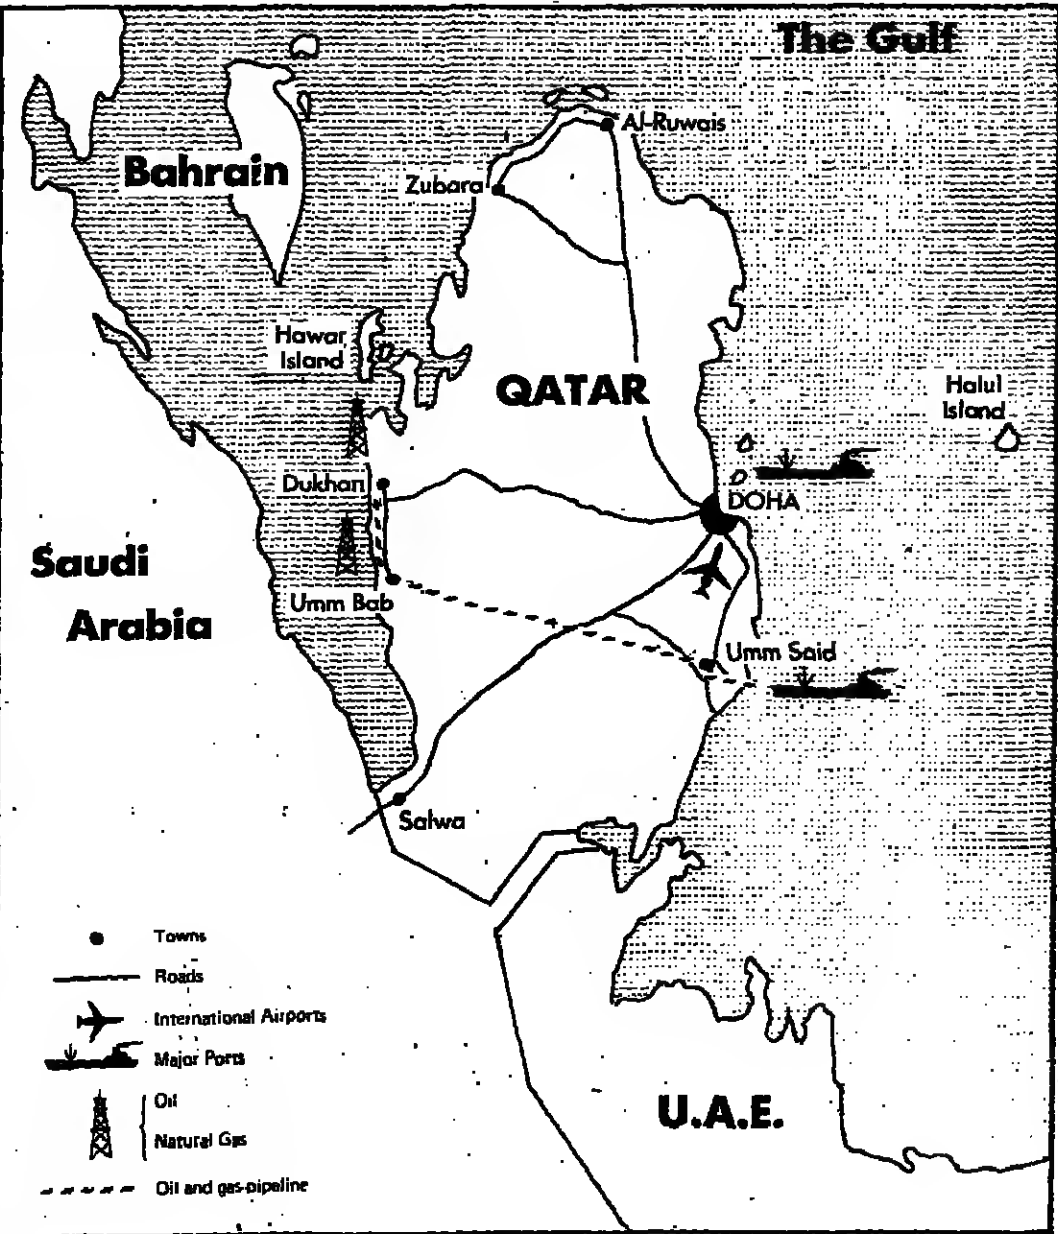 The Gulf
Al-Ruwais
Bahrain
Zubara
Hawar
Island
QATAR
Halul
Island
Dukhan
DOHA
Saudi
Arabia
Umm Bab
Umm Said
Salwa
Towns
Roads
International Airports
Major Ports
Oil
Natural Gas
Oil and gas-pipeline
U.A.E.